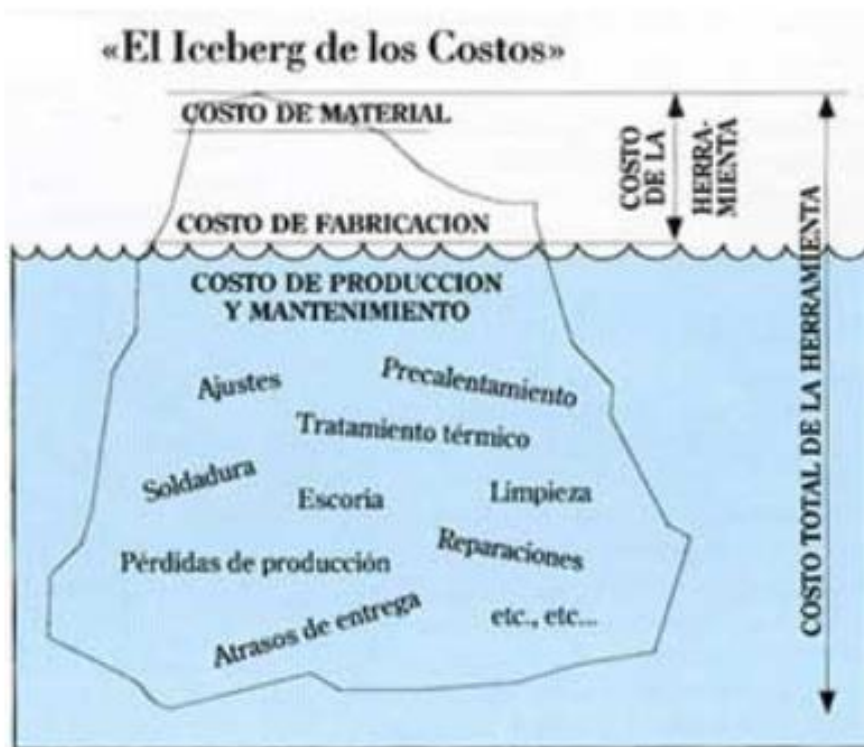 «El Iceberg de los Costos»
COSTO DE MATERIAL
COSTO DE FABRICACION
COSTO DE LA
HERRA-
MIENTA
COSTO TOTAL DE LA HERRAMIENTA
COSTO DE PRODUCCION
Y MANTENIMIENTO
Ajustes
Precalentamiento
Tratamiento térmico
Soldadura
Escoria
Limpieza
Pérdidas de producción
Reparaciones
Atrasos de entrega
etc., etc...